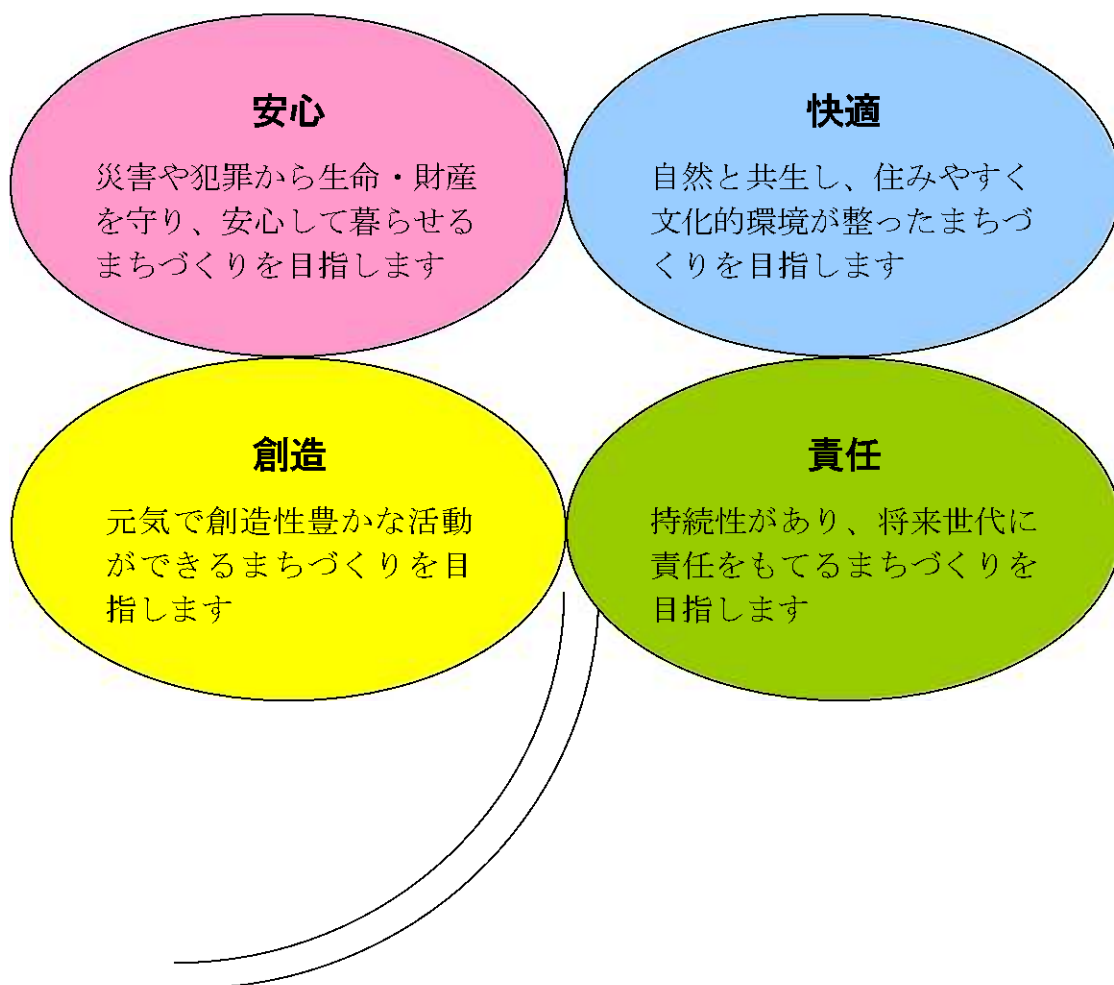 安心
災害や犯罪から生命・財産
を守り、安心して暮らせる
まちづくりを目指します
快適
自然と共生し、住みやすく
文化的環境が整ったまちづ
くりを目指します
創造
元気で創造性豊かな活動
ができるまちづくりを目
指します
責任
持続性があり、将来世代に
責任をもてるまちづくりを
目指します